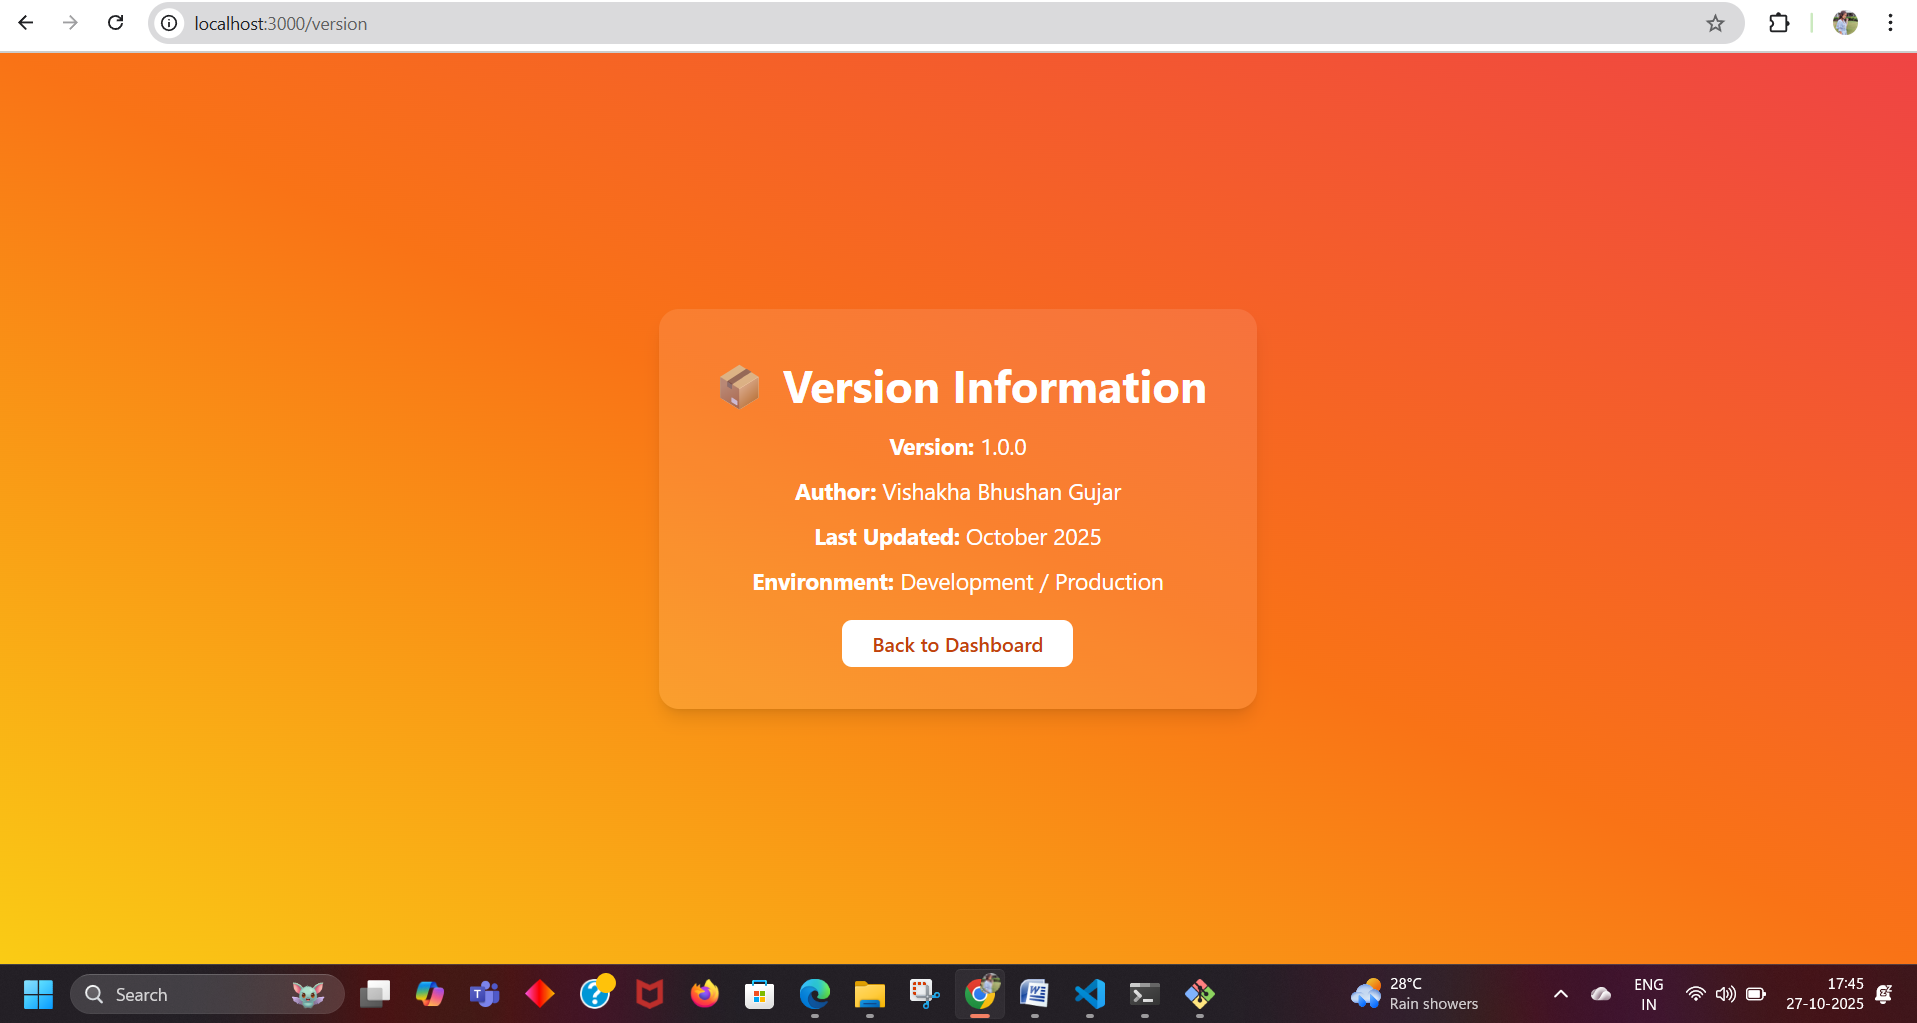 localhost:3000/version
Version Information
Version: 1.0.0
Author: Vishakha Bhushan Gujar
Last Updated: October 2025
Environment: Development / Production
Back to Dashboard
Search
28°C
Rain showers
ENG
IN
17:45
27-10-2025